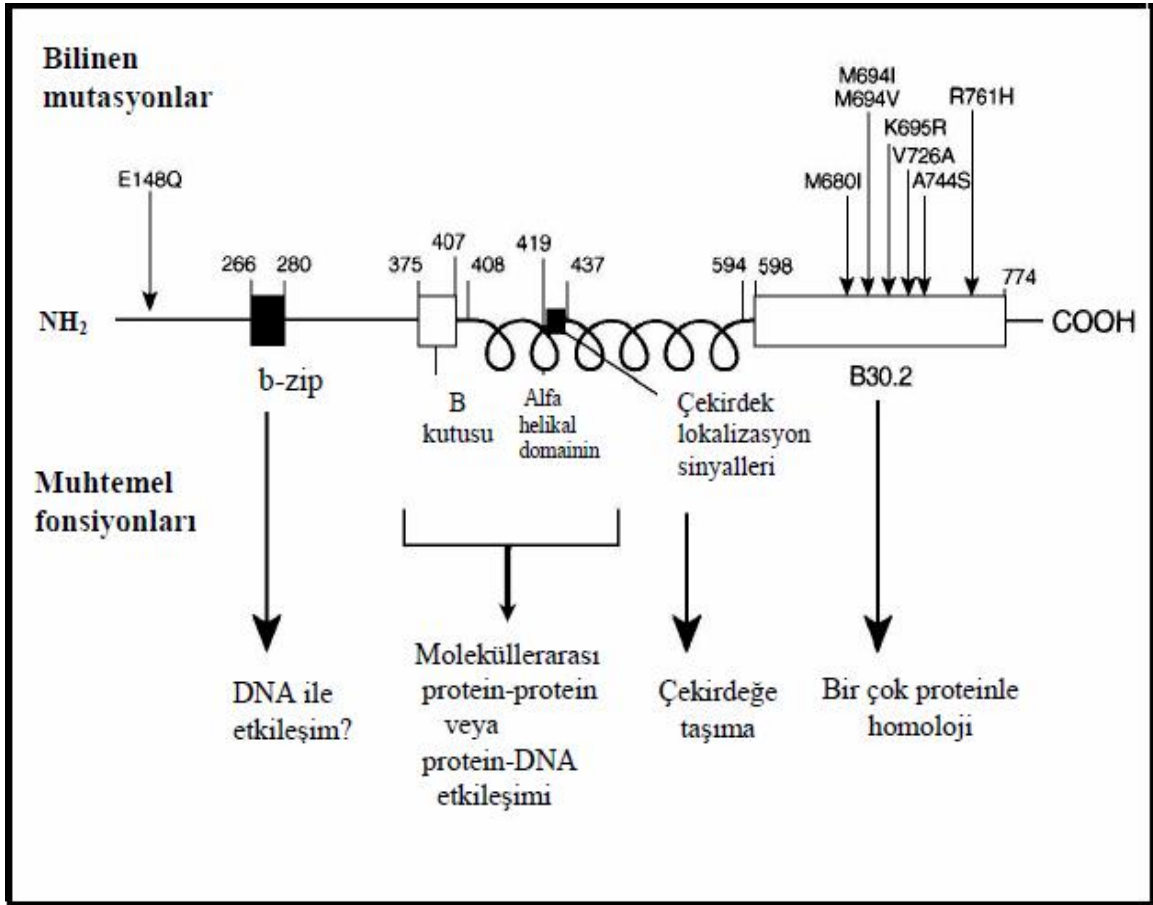 Bilinen
mutasyonlar
M694I
M694V
R761H
K695R
V726A
E148Q
M680I
A744S
407
419
266
280
375
408
437
594
598
774
NH2
COOH
b-zip
B30.2
B
kutusu
Alfa
helikal
domainin
Çekirdek
lokalizasyon
sinyalleri
Muhtemel
fonsiyonları
DNA ile
etkileşim?
Moleküllerarası
protein-protein
veya
protein-DNA
etkileşimi
Çekirdeğe
taşıma
Bir çok proteinle
homoloji